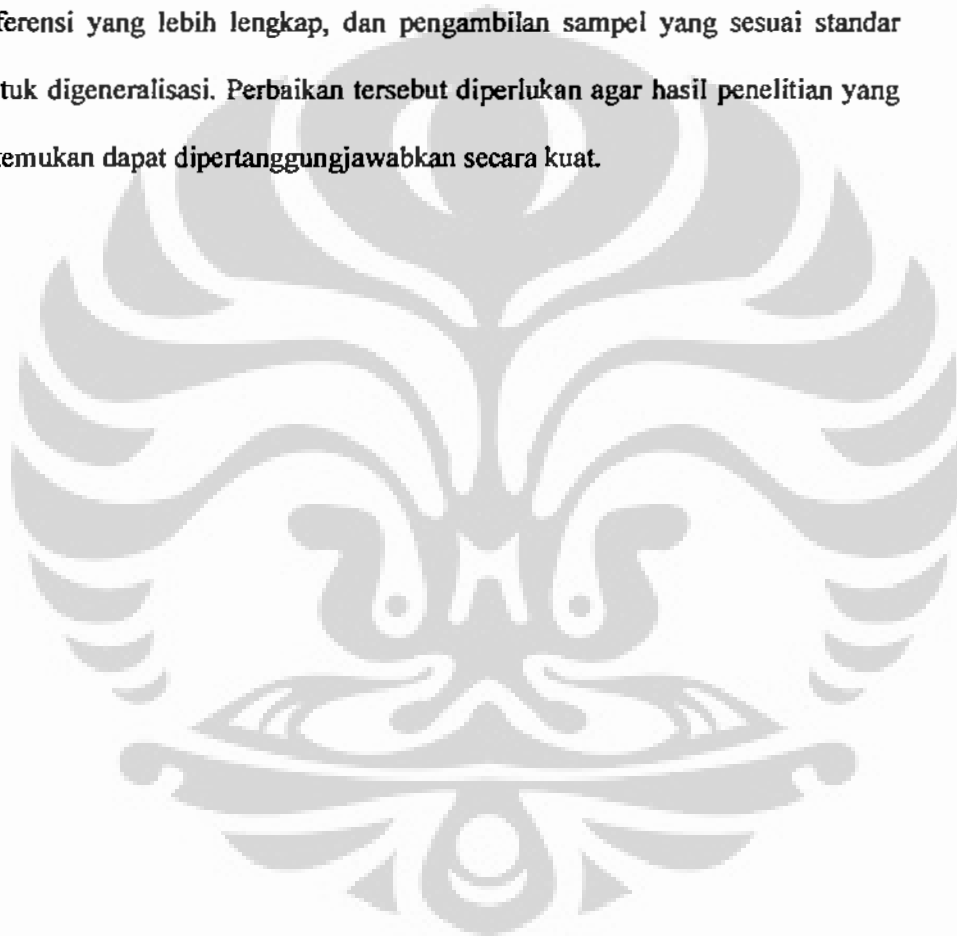 ferensi yang lebih lengkap, dan pengambilan sampel yang sesuai standar
tuk digeneralisasi. Perbaikan tersebut diperlukan agar hasil penelitian yang
temukan dapat dipertanggungjawabkan secara kuat.